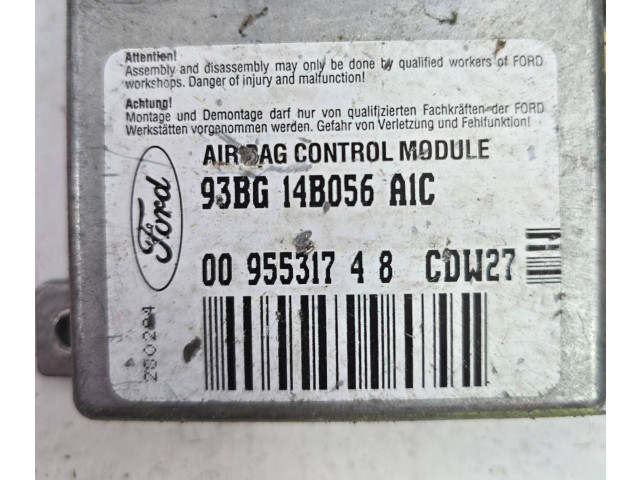 Attention!
Assembly and disassembly may only be done by qualified workers of FORD
workshops. Danger of injury and malfunction!
Achtung!
Montage und Demontage darf nur von qualifizierten Fachkräften der FORD
Werkstätten vorgenommen werden. Gefahr von Verletzung und Fehlfunktion!
AIRBAG CONTROL MODULE
93BG 14B056 A1C
Ford
00 955317 4 8 CDW27
280294